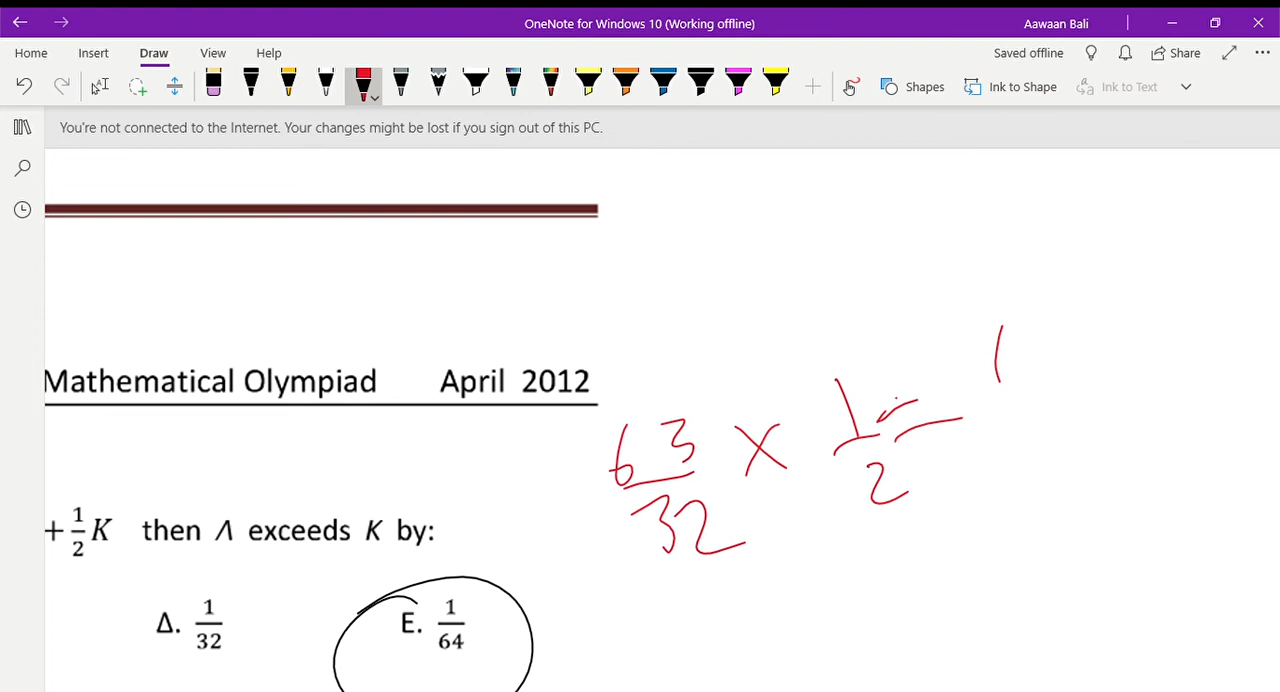 OneNote for Windows 10 (Working offline)
Aawaan Bali
Home Insert Draw View Help
Saved offline
Share
Shapes
Ink to Shape
Ink to Text
You're not connected to the Internet. Your changes might be lost if you sign out of this PC.
Mathematical Olympiad April 2012
63/32 × 1/2 = 
+ 1/2 K then Λ exceeds K by:
Δ. 1/32 E. 1/64